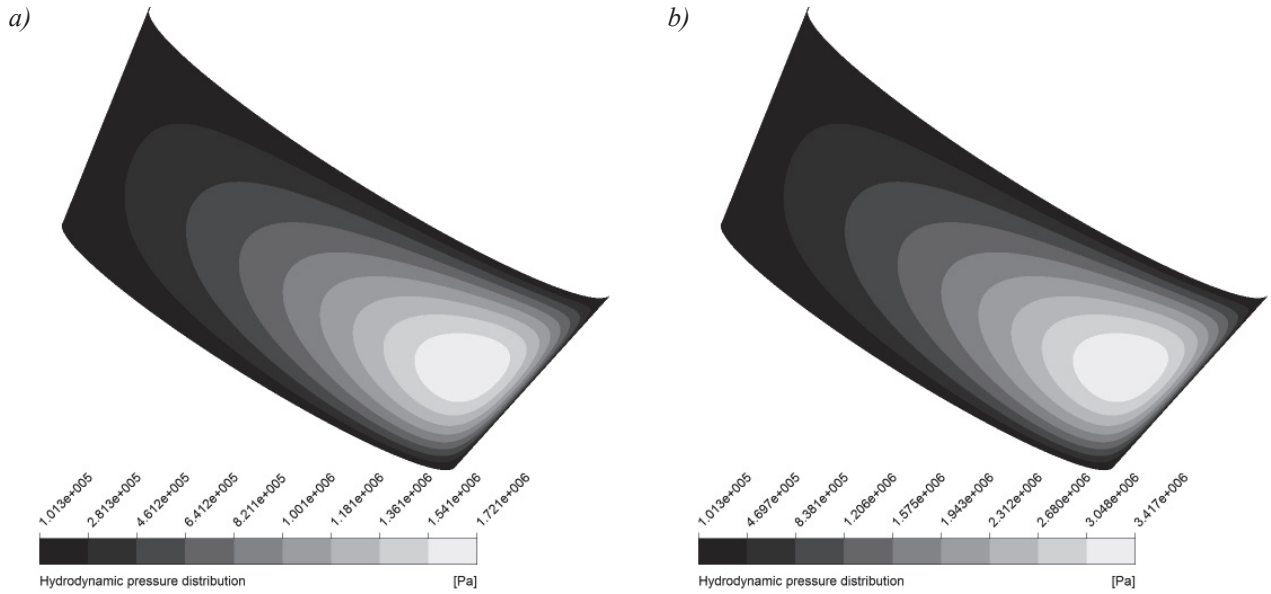 a)
b)
1.013e+005
2.813e+005
4.612e+005
6.412e+005
8.211e+005
1.001e+006
1.181e+006
1.361e+006
1.541e+006
1.721e+006
Hydrodynamic pressure distribution [Pa]
1.013e+005
4.697e+005
8.381e+005
1.206e+006
1.575e+006
1.943e+006
2.312e+006
2.680e+006
3.048e+006
3.417e+006
Hydrodynamic pressure distribution [Pa]